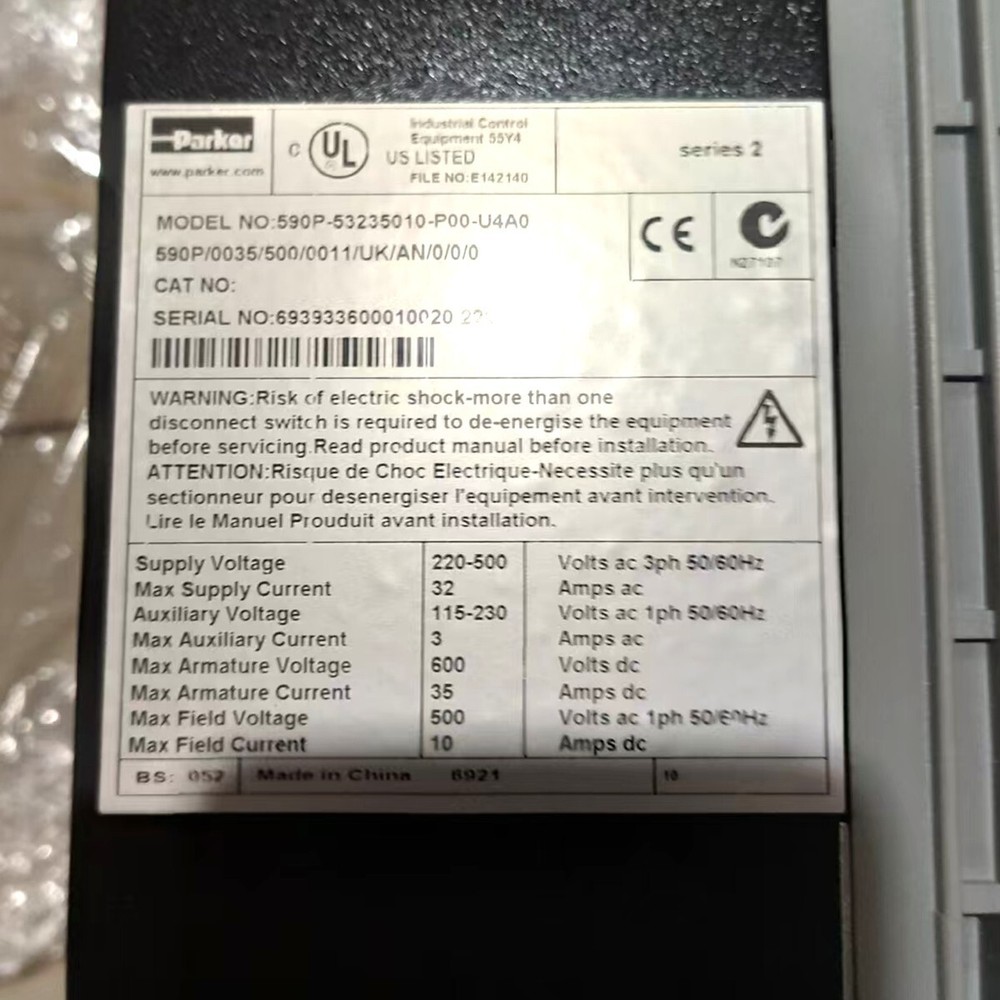 Parker
www.parker.com
C UL US LISTED
Industrial Control
Equipment 55Y4
FILE NO:E142140
series 2
MODEL NO:590P-53235010-P00-U4A0
590P/0035/500/0011/UK/AN/0/0/0
CE
CAT NO:
SERIAL NO:693933600010020
WARNING:Risk of electric shock-more than one
disconnect switch is required to de-energise the equipment
before servicing.Read product manual before installation.
ATTENTION:Risque de Choc Electrique-Necessite plus qu'un
sectionneur pour desenergiser l'equipement avant intervention.
Lire le Manuel Prouduit avant installation.
Supply Voltage 220-500 Volts ac 3ph 50/60Hz
Max Supply Current 32 Amps ac
Auxiliary Voltage 115-230 Volts ac 1ph 50/60Hz
Max Auxiliary Current 3 Amps ac
Max Armature Voltage 600 Volts dc
Max Armature Current 35 Amps dc
Max Field Voltage 500 Volts ac 1ph 50/60Hz
Max Field Current 10 Amps dc
BS: 052 Made in China 6921 10